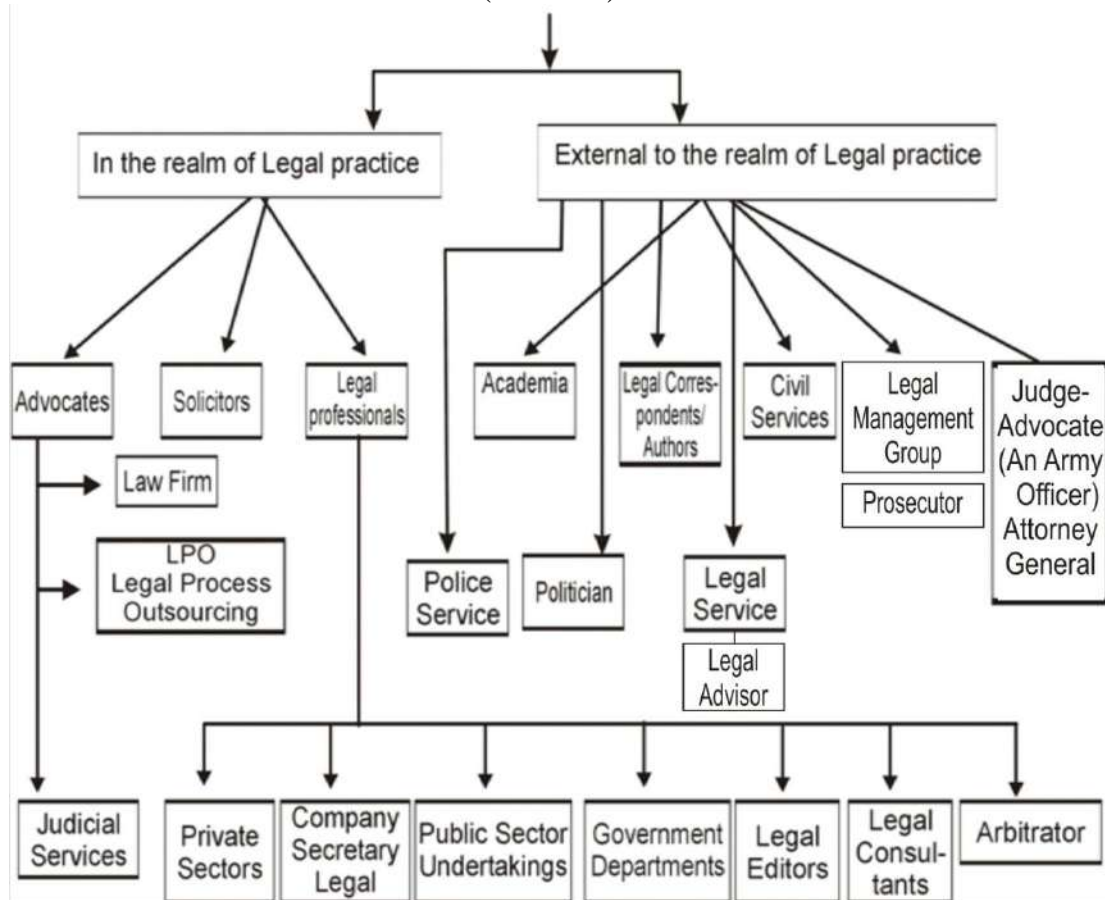 In the realm of Legal practice
External to the realm of Legal practice
Advocates
Solicitors
Legal
professionals
Academia
Legal Corres-
pondents/
Authors
Civil
Services
Legal
Management
Group
Prosecutor
Judge-
Advocate
(An Army
Officer)
Attorney
General
Law Firm
LPO
Legal Process
Outsourcing
Police
Service
Politician
Legal
Service
Legal
Advisor
Judicial
Services
Private
Sectors
Company
Secretary
Legal
Public Sector
Undertakings
Government
Departments
Legal
Editors
Legal
Consul-
tants
Arbitrator